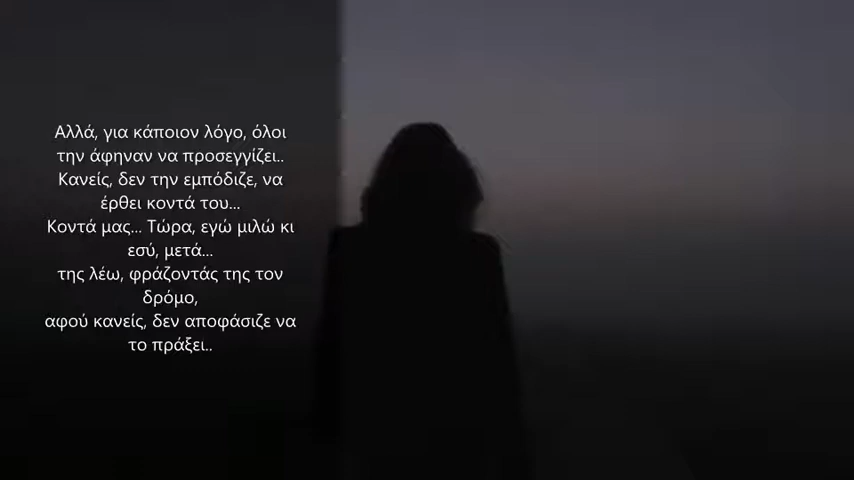 Αλλά, για κάποιον λόγο, όλοι
την άφηναν να προσεγγίζει..
Κανείς, δεν την εμπόδιζε, να
έρθει κοντά του...
Κοντά μας... Τώρα, εγώ μιλώ κι
εσύ, μετά...
της λέω, φράζοντάς της τον
δρόμο,
αφού κανείς, δεν αποφάσιζε να
το πράξει..